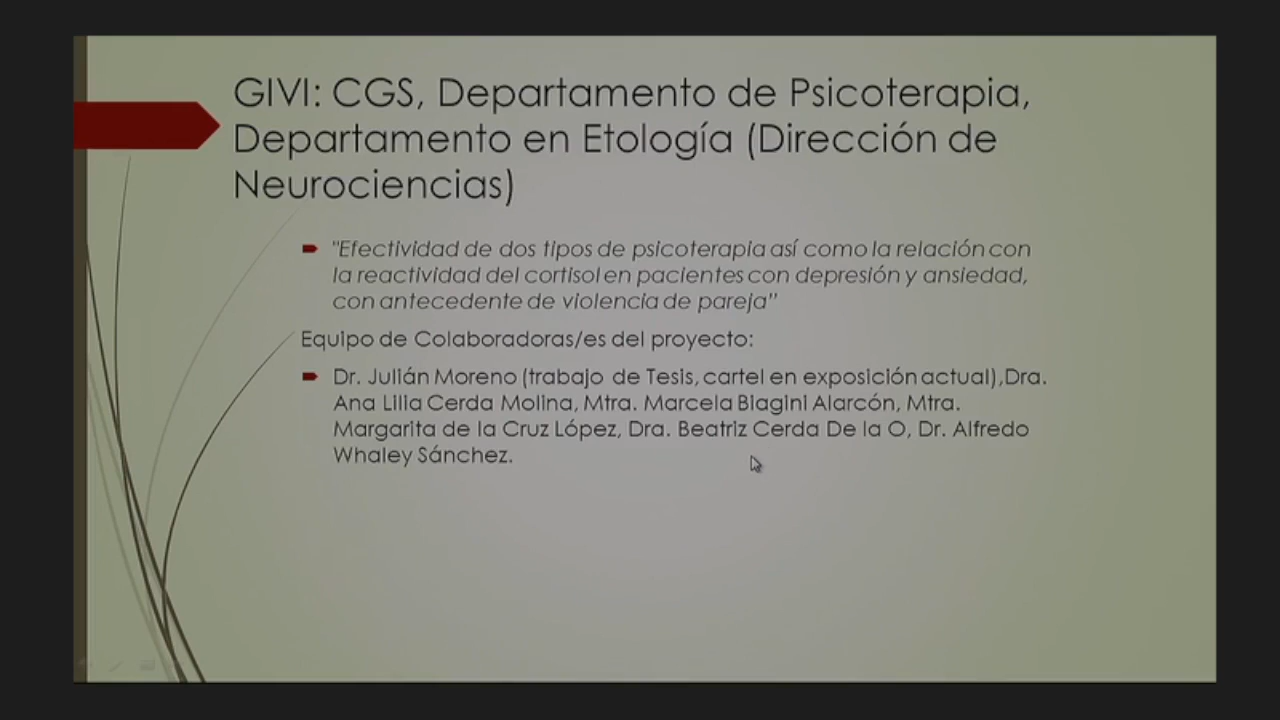 GIVI: CGS, Departamento de Psicoterapia,
Departamento en Etología (Dirección de
Neurociencias)
"Efectividad de dos tipos de psicoterapia así como la relación con
la reactividad del cortisol en pacientes con depresión y ansiedad,
con antecedente de violencia de pareja"
Equipo de Colaboradoras/es del proyecto:
Dr. Julián Moreno (trabajo de Tesis, cartel en exposición actual),Dra.
Ana Lilia Cerda Molina, Mtra. Marcela Biagini Alarcón, Mtra.
Margarita de la Cruz López, Dra. Beatriz Cerda De la O, Dr. Alfredo
Whaley Sánchez.